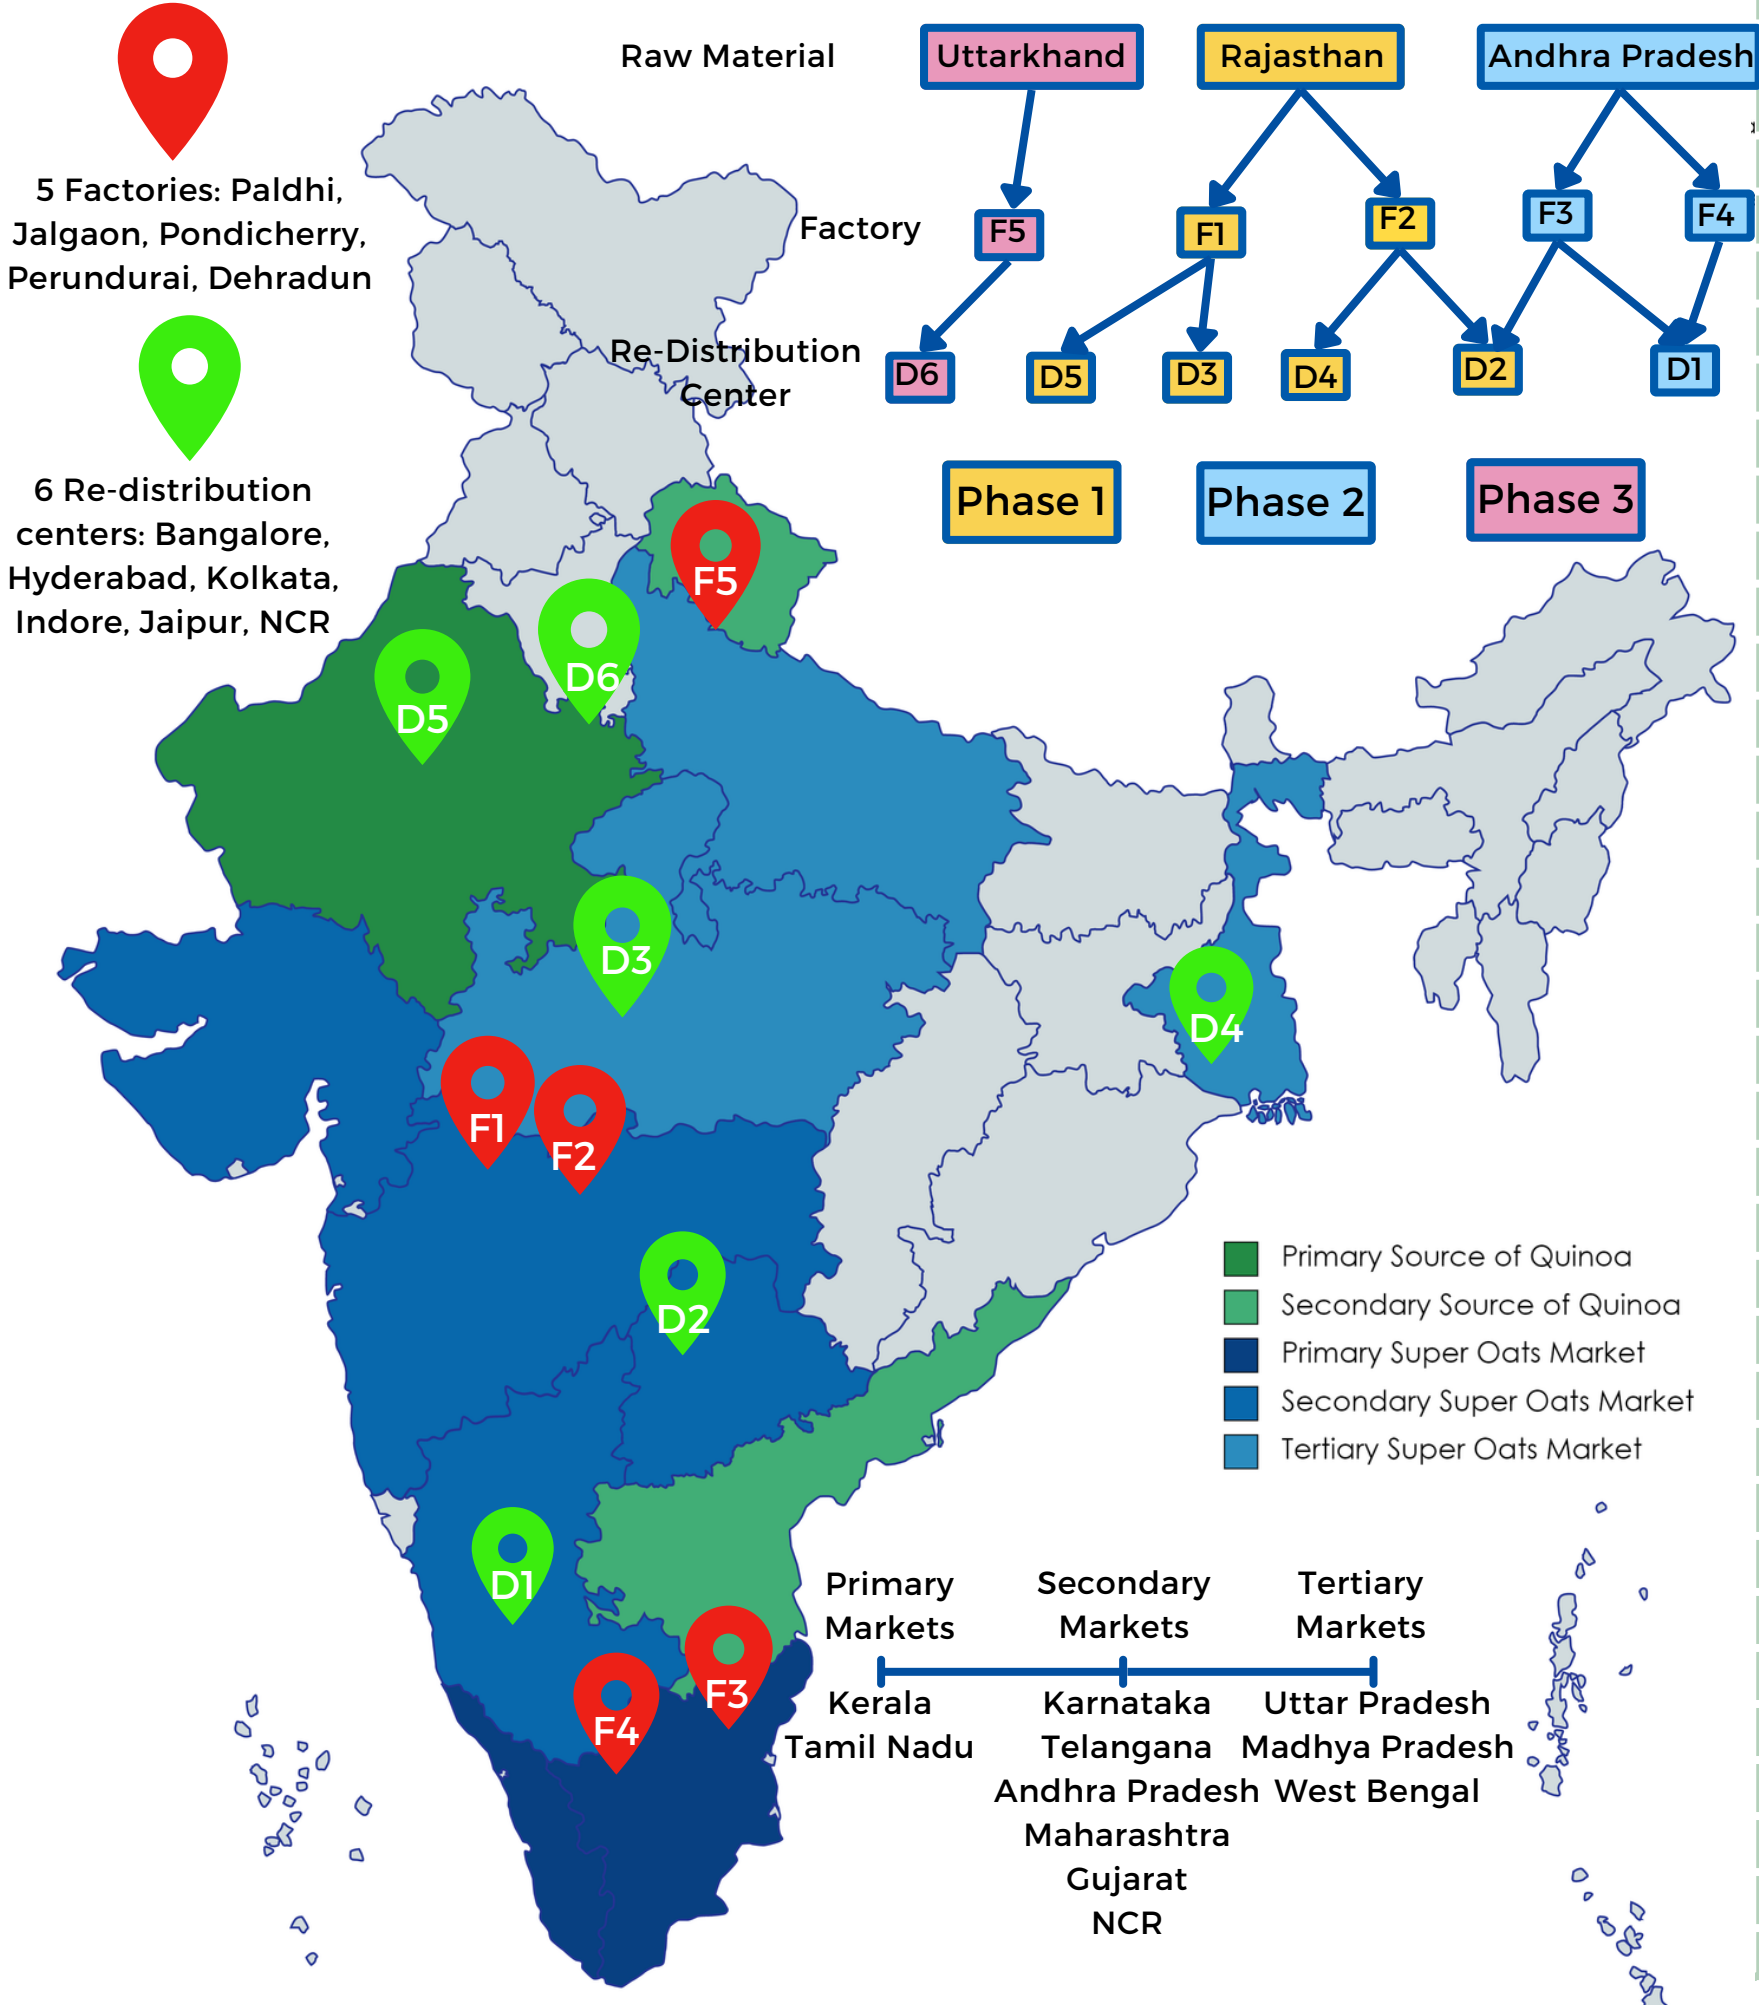 Raw Material
Uttarkhand
Rajasthan
Andhra Pradesh
5 Factories: Paldhi,
Jalgaon, Pondicherry,
Perundurai, Dehradun
Factory
F5
F1
F2
F3
F4
Re-Distribution
Center
D6
D5
D3
D4
D2
D1
6 Re-distribution
centers: Bangalore,
Hyderabad, Kolkata,
Indore, Jaipur, NCR
Phase 1
Phase 2
Phase 3
F5
D6
D5
D3
D4
F1
F2
D2
Primary Source of Quinoa
Secondary Source of Quinoa
Primary Super Oats Market
Secondary Super Oats Market
Tertiary Super Oats Market
D1
F3
F4
Primary
Markets
Secondary
Markets
Tertiary
Markets
Kerala
Tamil Nadu
Karnataka
Telangana
Andhra Pradesh
Maharashtra
Gujarat
NCR
Uttar Pradesh
Madhya Pradesh
West Bengal